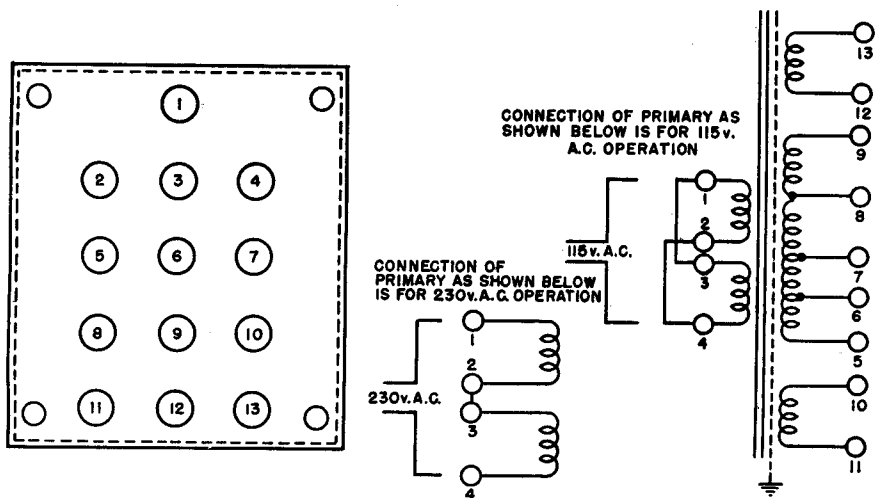 1
2 3 4
5 6 7
8 9 10
11 12 13
CONNECTION OF
PRIMARY AS SHOWN BELOW
IS FOR 230v.A.C. OPERATION
1
2
230v.A.C.
3
4
CONNECTION OF PRIMARY AS
SHOWN BELOW IS FOR 115v.
A.C. OPERATION
1
2
115v.A.C.
3
4
13
12
9
8
7
6
5
10
11